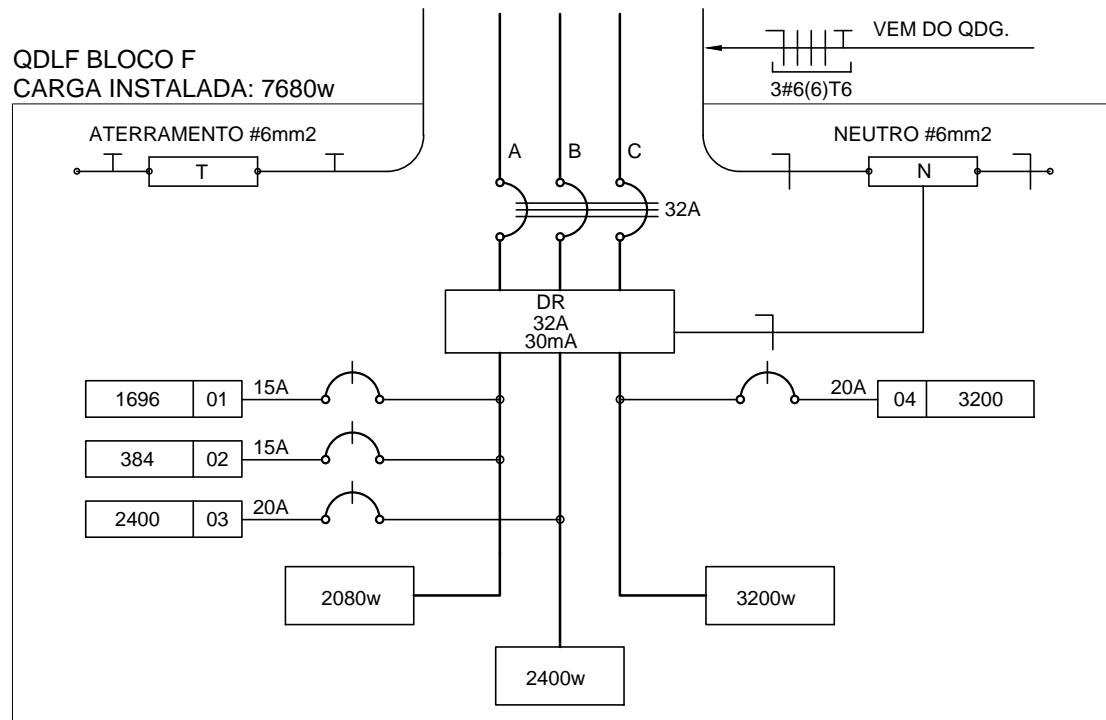 QDLF BLOCO F
CARGA INSTALADA: 7680w
VEM DO QDG.
3#6(6)T6
ATERRAMENTO #6mm2
T
A
B
C
NEUTRO #6mm2
N
32A
DR
32A
30mA
1696 01 15A
20A 04 3200
384 02 15A
2400 03 20A
2080w
3200w
2400w